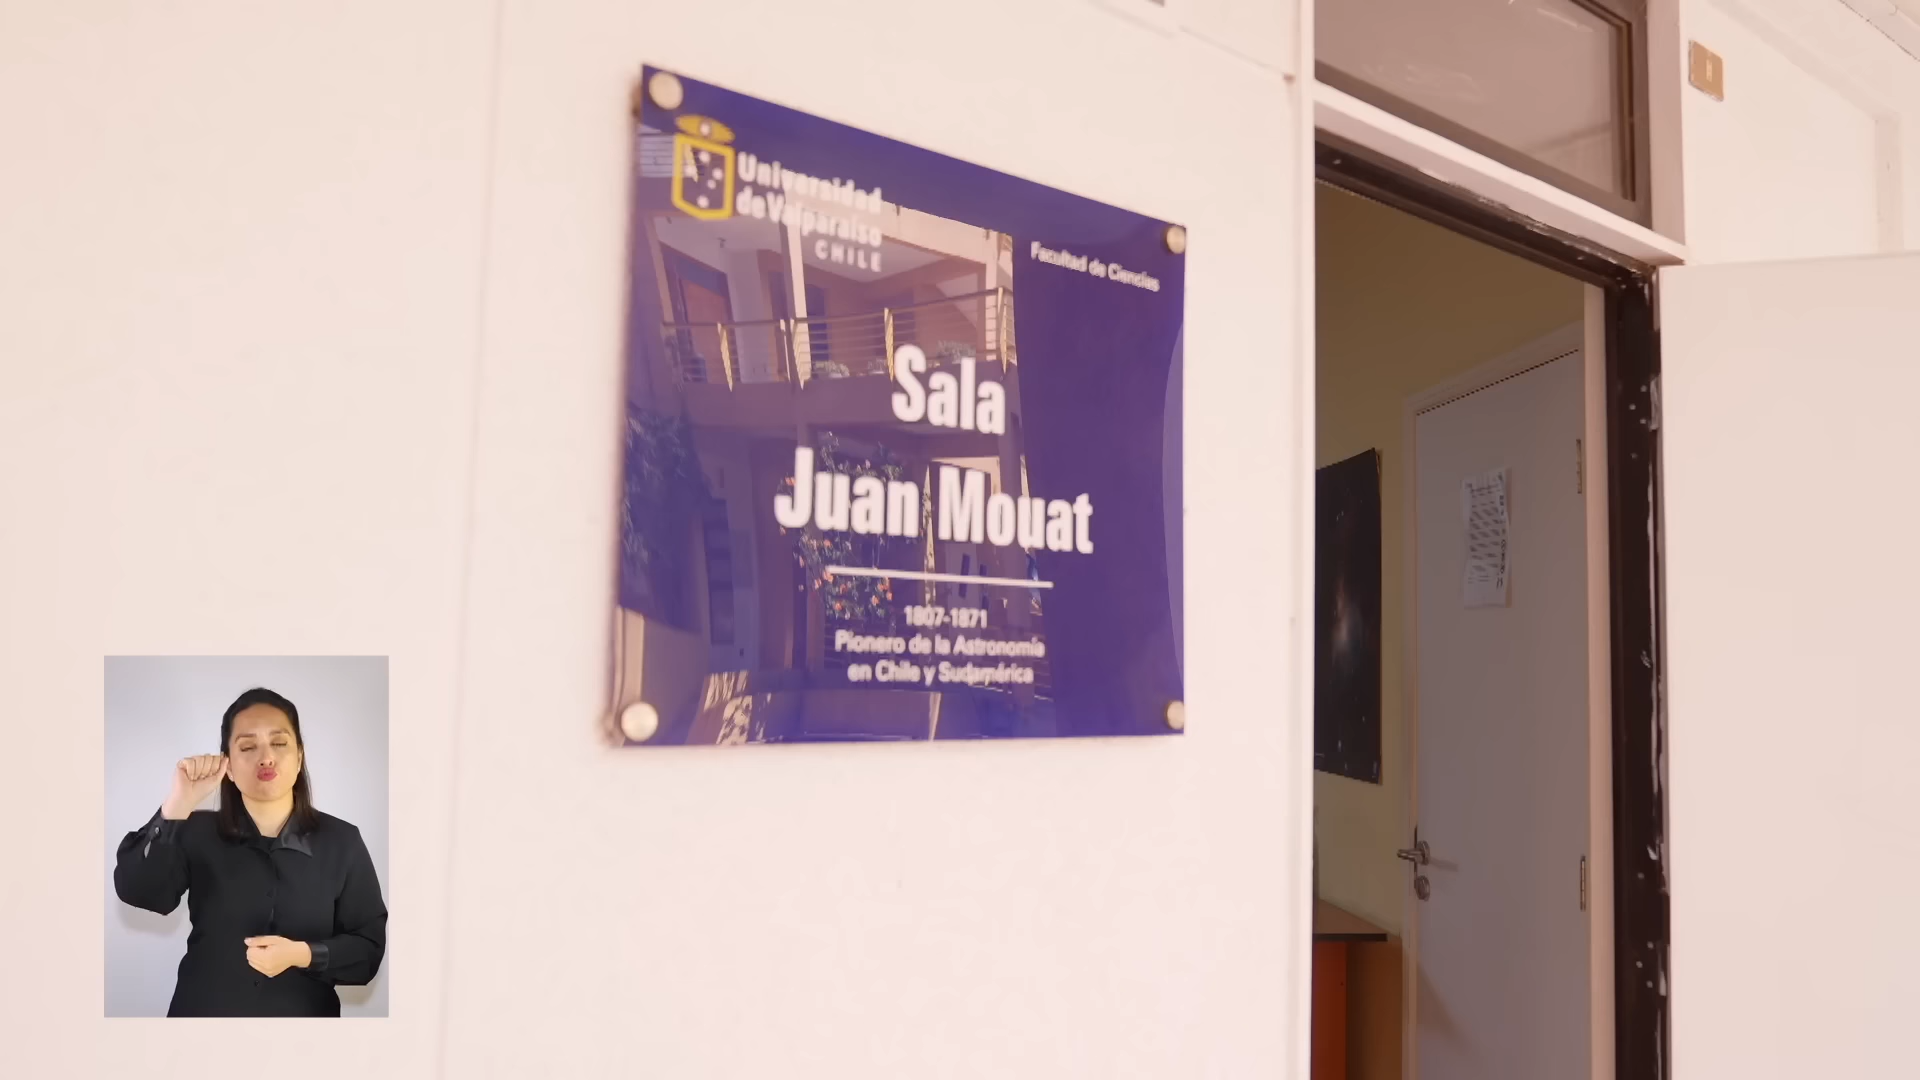 Universidad
de Valparaíso
CHILE
Facultad de Ciencias
Sala
Juan Mouat
1807-1871
Pionero de la Astronomía
en Chile y Sudamérica